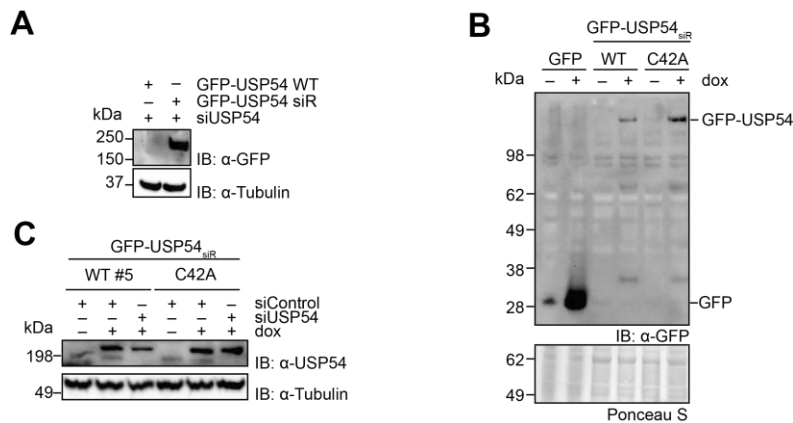 A
+ – GFP-USP54 WT
– + GFP-USP54 siR
kDa + + siUSP54
250
150 IB: α-GFP
37
IB: α-Tubulin
B
GFP-USP54siR
GFP WT C42A
kDa – + – + – + dox
GFP-USP54
98
62
49
38
28 GFP
IB: α-GFP
62
49
Ponceau S
C
GFP-USP54siR
WT #5 C42A
+ + – + + – siControl
– – + – – + siUSP54
kDa – + + – + + dox
198 IB: α-USP54
49 IB: α-Tubulin